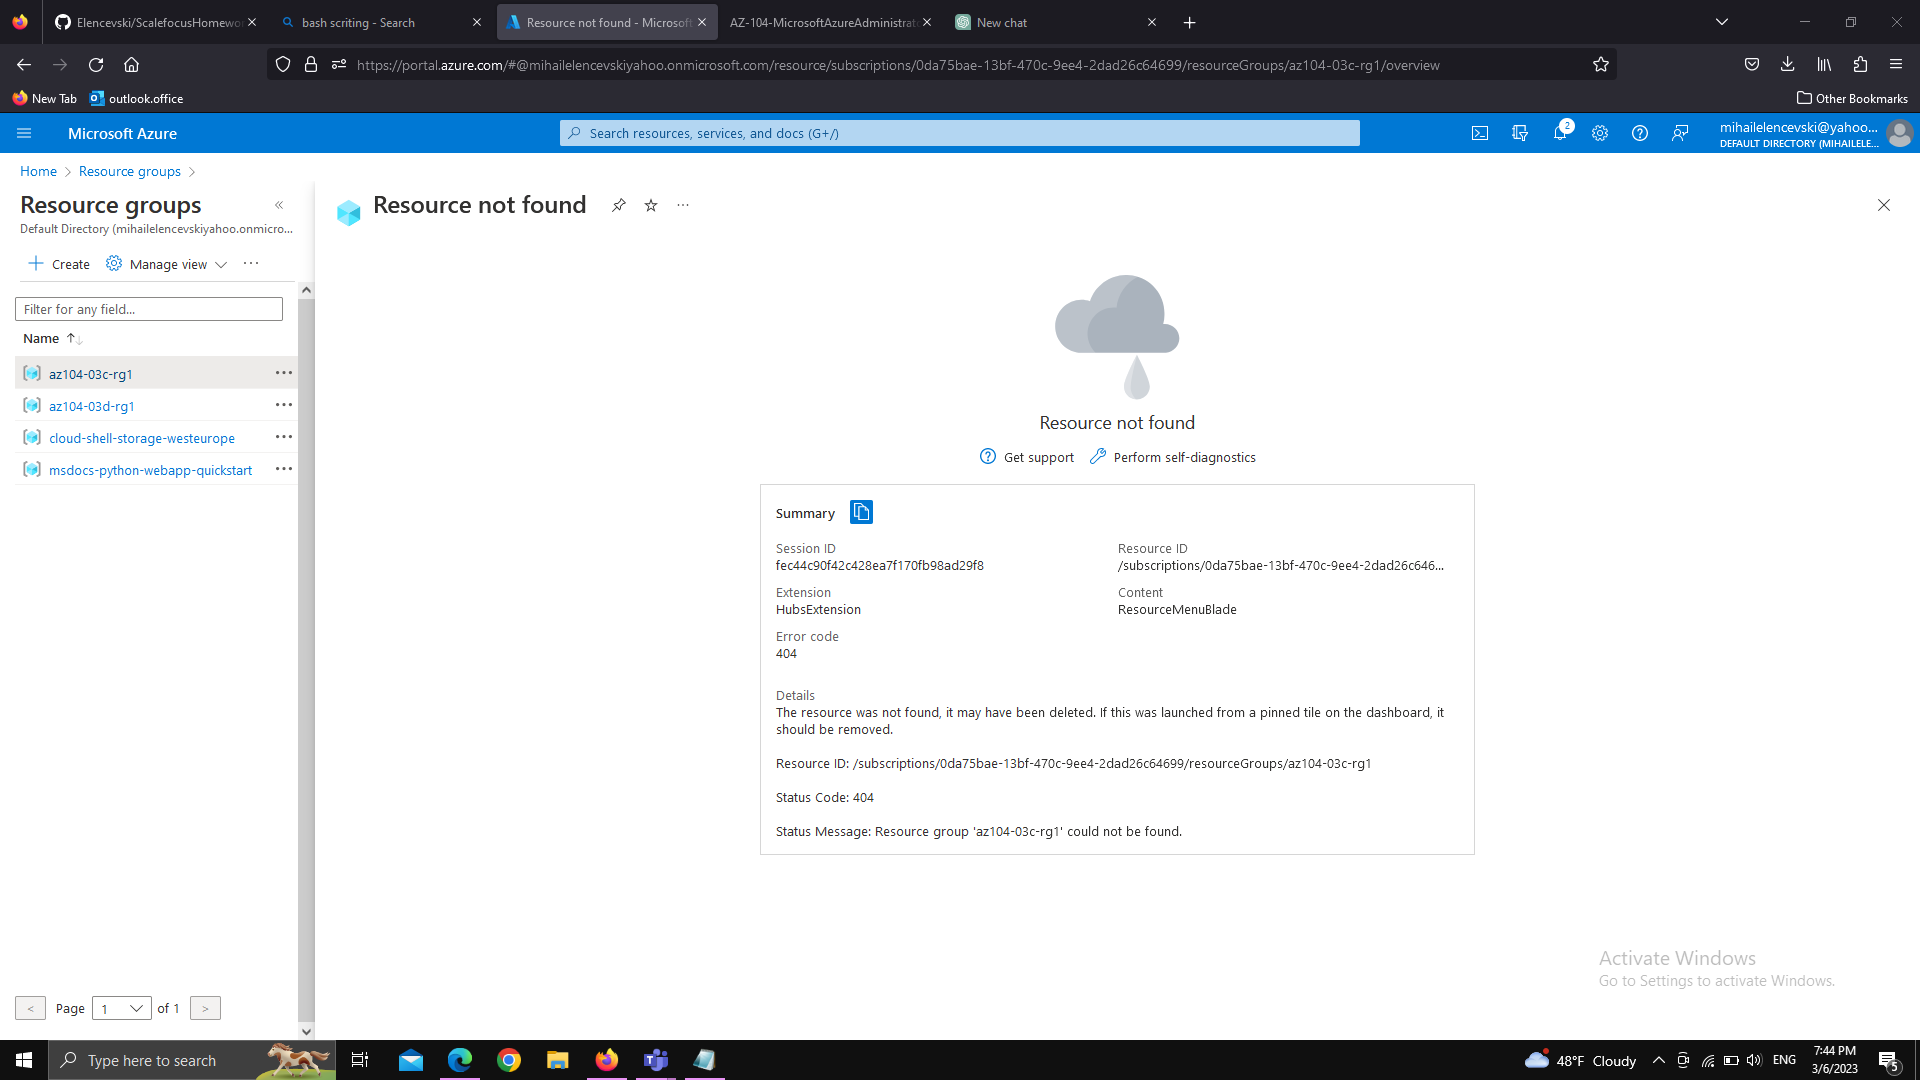 Elencevski/ScalefocusHomewor
bash scriting - Search
Resource not found - Microsoft
AZ-104-MicrosoftAzureAdministrat
New chat
https://portal.azure.com/#@mihailelencevskiyahoo.onmicrosoft.com/resource/subscriptions/0da75bae-13bf-470c-9ee4-2dad26c64699/resourceGroups/az104-03c-rg1/overview
New Tab
outlook.office
Other Bookmarks
Microsoft Azure
Search resources, services, and docs (G+/)
2
mihailelencevski@yahoo...
DEFAULT DIRECTORY (MIHAILELE...
Home
Resource groups
Resource groups
Default Directory (mihailelencevskiyahoo.onmicro...
Create
Manage view
Filter for any field...
Name
az104-03c-rg1
az104-03d-rg1
cloud-shell-storage-westeurope
msdocs-python-webapp-quickstart
< Page 1 of 1 >
Resource not found
Resource not found
Get support
Perform self-diagnostics
Summary
Session ID
fec44c90f42c428ea7f170fb98ad29f8
Resource ID
/subscriptions/0da75bae-13bf-470c-9ee4-2dad26c646...
Extension
HubsExtension
Content
ResourceMenuBlade
Error code
404
Details
The resource was not found, it may have been deleted. If this was launched from a pinned tile on the dashboard, it
should be removed.
Resource ID: /subscriptions/0da75bae-13bf-470c-9ee4-2dad26c64699/resourceGroups/az104-03c-rg1
Status Code: 404
Status Message: Resource group 'az104-03c-rg1' could not be found.
Activate Windows
Go to Settings to activate Windows.
Type here to search
48°F Cloudy
ENG
7:44 PM
3/6/2023
5